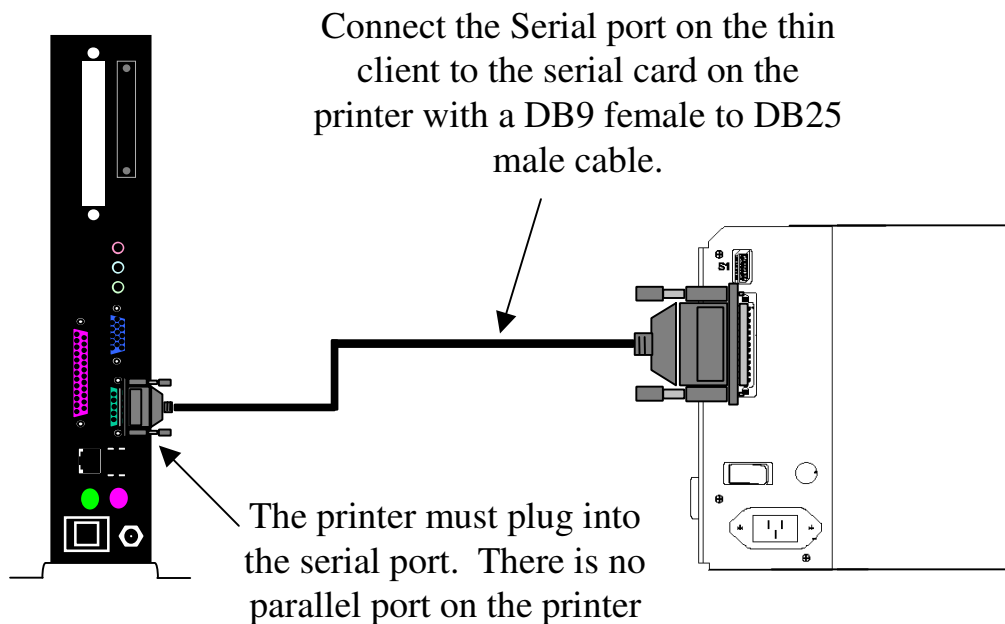 Connect the Serial port on the thin
client to the serial card on the
printer with a DB9 female to DB25
male cable.
S1
The printer must plug into
the serial port.  There is no
parallel port on the printer